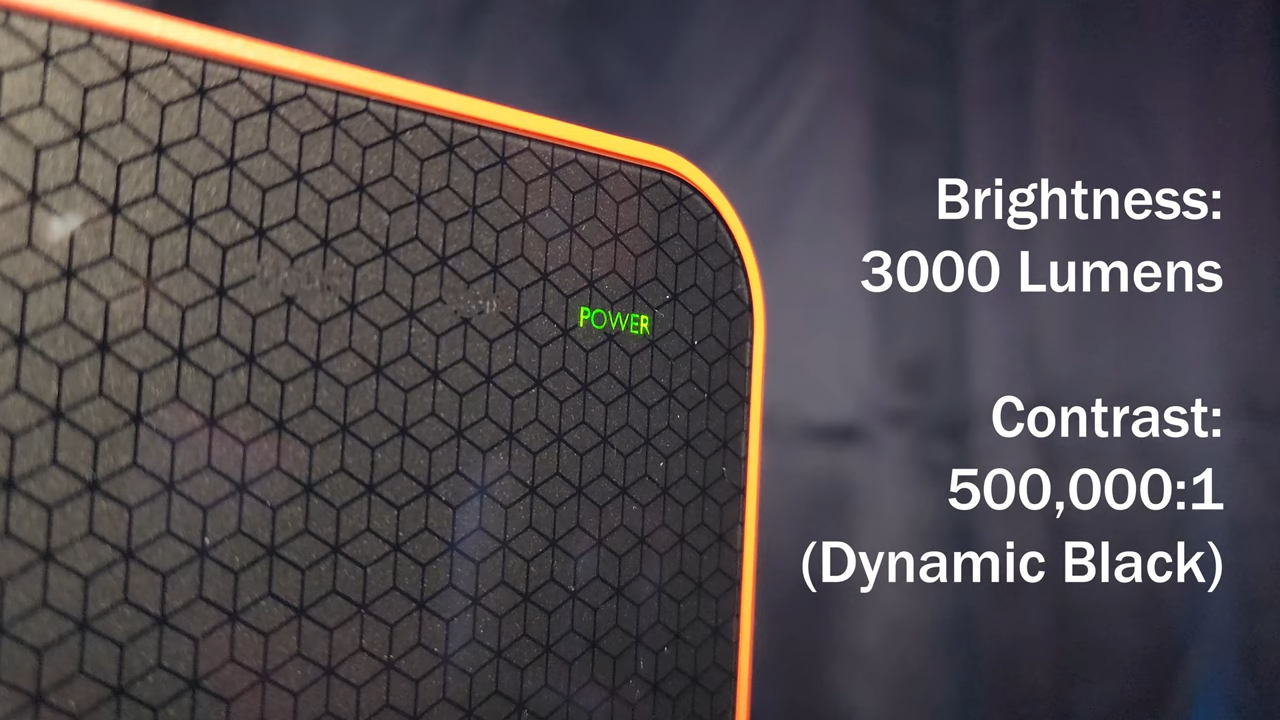 POWER
Brightness:
3000 Lumens
Contrast:
500,000:1
(Dynamic Black)